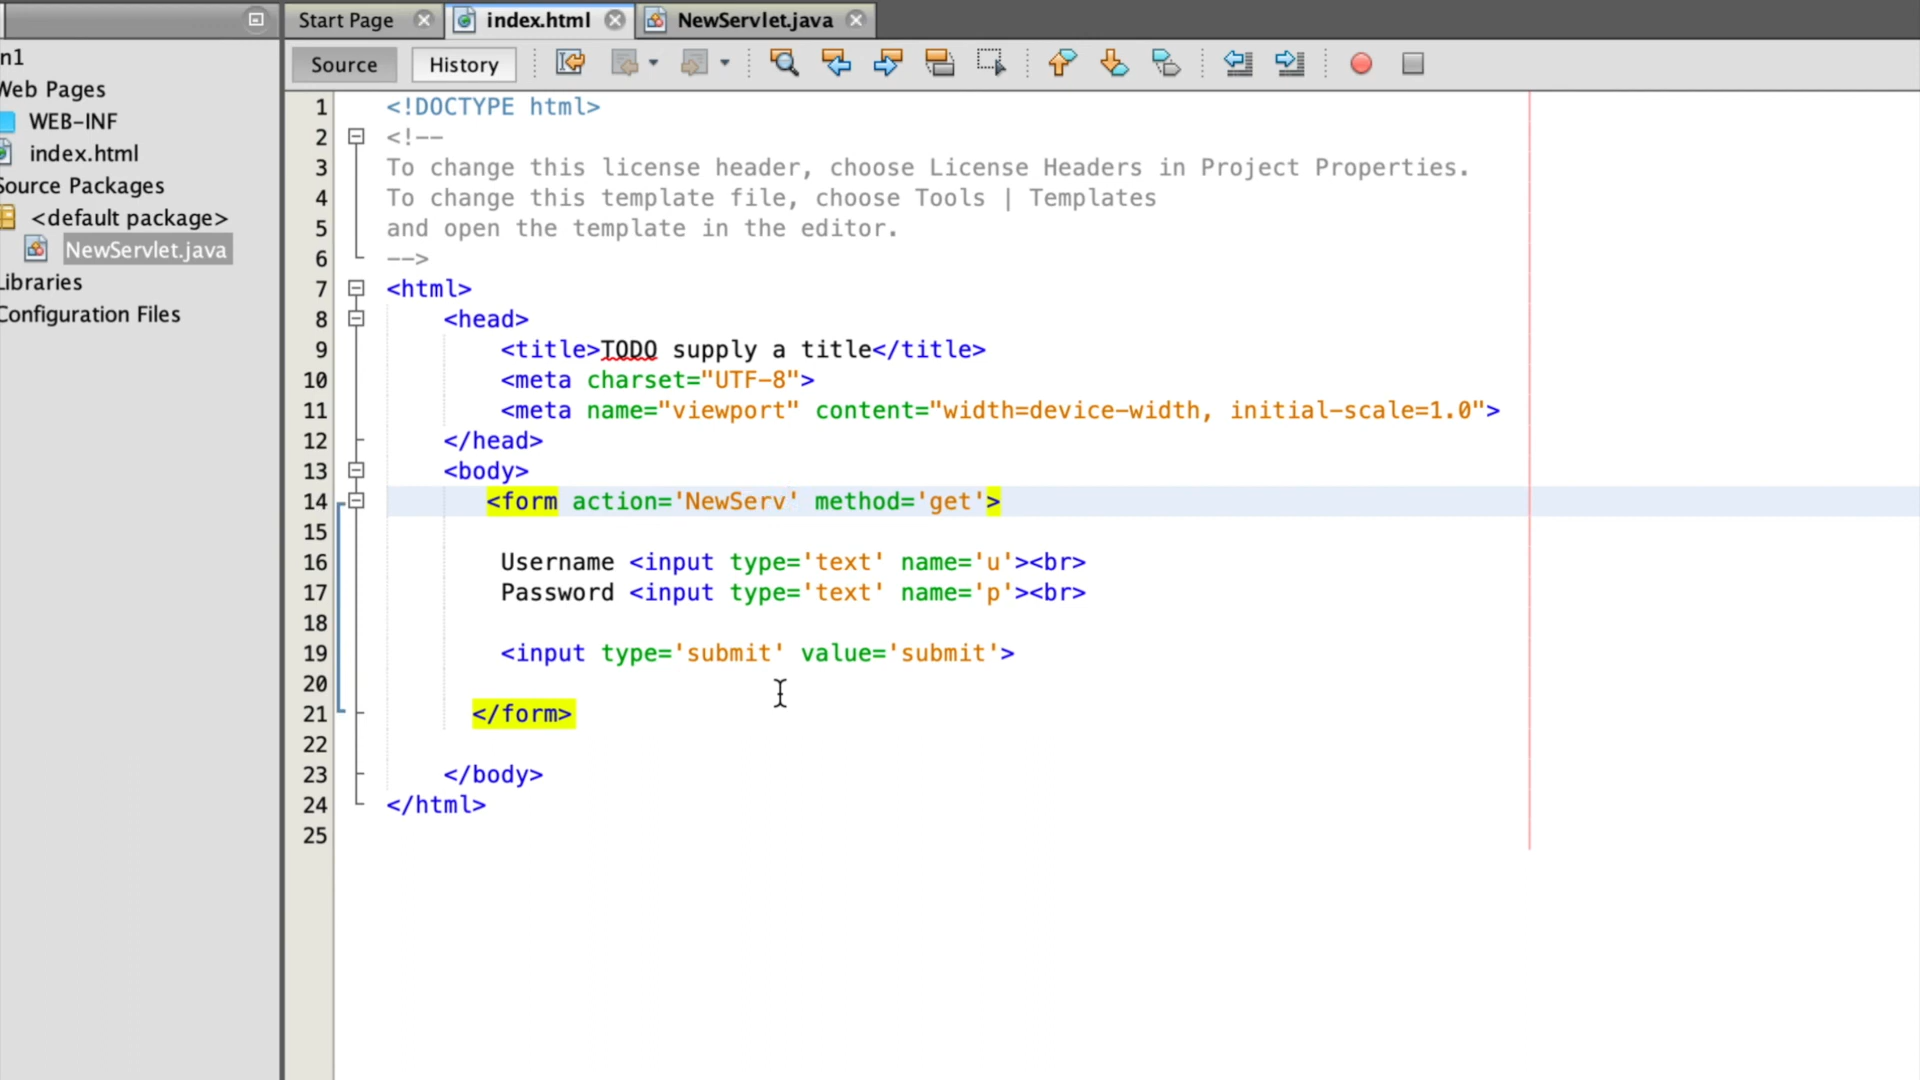 Start Page
index.html
NewServlet.java
n1
Web Pages
WEB-INF
index.html
Source Packages
<default package>
NewServlet.java
Libraries
Configuration Files
Source History
1 <!DOCTYPE html>
2 <!--
3 To change this license header, choose License Headers in Project Properties.
4 To change this template file, choose Tools | Templates
5 and open the template in the editor.
6 -->
7 <html>
8 <head>
9 <title>TODO supply a title</title>
10 <meta charset="UTF-8">
11 <meta name="viewport" content="width=device-width, initial-scale=1.0">
12 </head>
13 <body>
14 <form action='NewServ' method='get'>
15
16 Username <input type='text' name='u'><br>
17 Password <input type='text' name='p'><br>
18
19 <input type='submit' value='submit'>
20
21 </form>
22
23 </body>
24 </html>
25